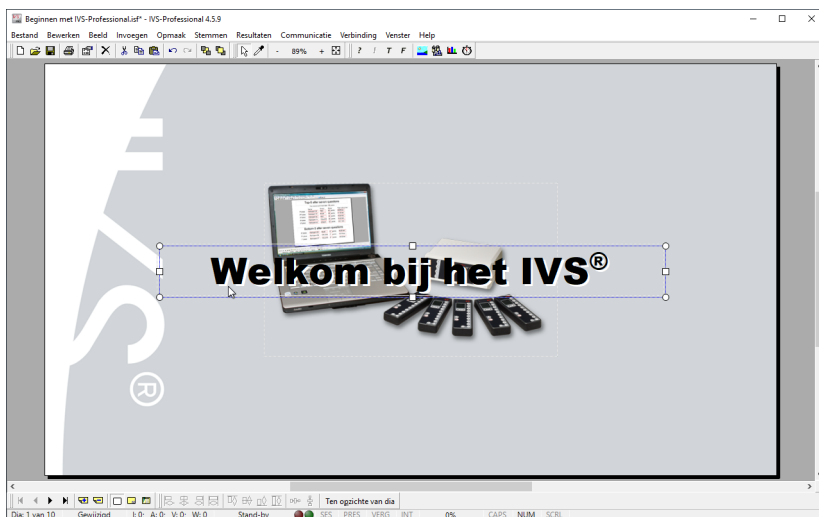 Beginnen met IVS-Professional.isf* - IVS-Professional 4.5.9
Bestand Bewerken Beeld Invoegen Opmaak Stemmen Resultaten Communicatie Verbinding Venster Help
- 89% + ? ! T F
Welkom bij het IVS®
®
Ten opzichte van dia
Dia: 1 van 10 Gewijzigd I: 0; A: 0; V: 0; W: 0 Stand-by SES PRES VERG INT 0% CAPS NUM SCRL